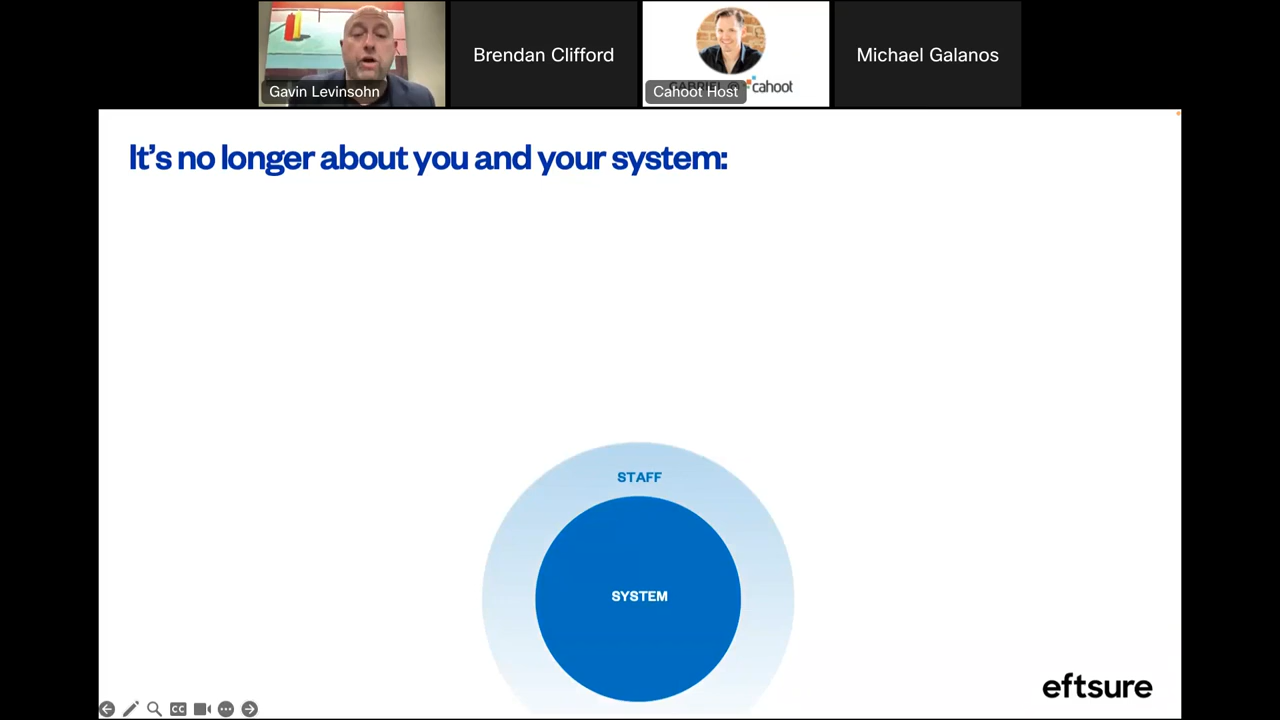 Gavin Levinsohn
Brendan Clifford
cahoot
Cahoot Host
Michael Galanos
It's no longer about you and your system:
STAFF
SYSTEM
eftsure
CC